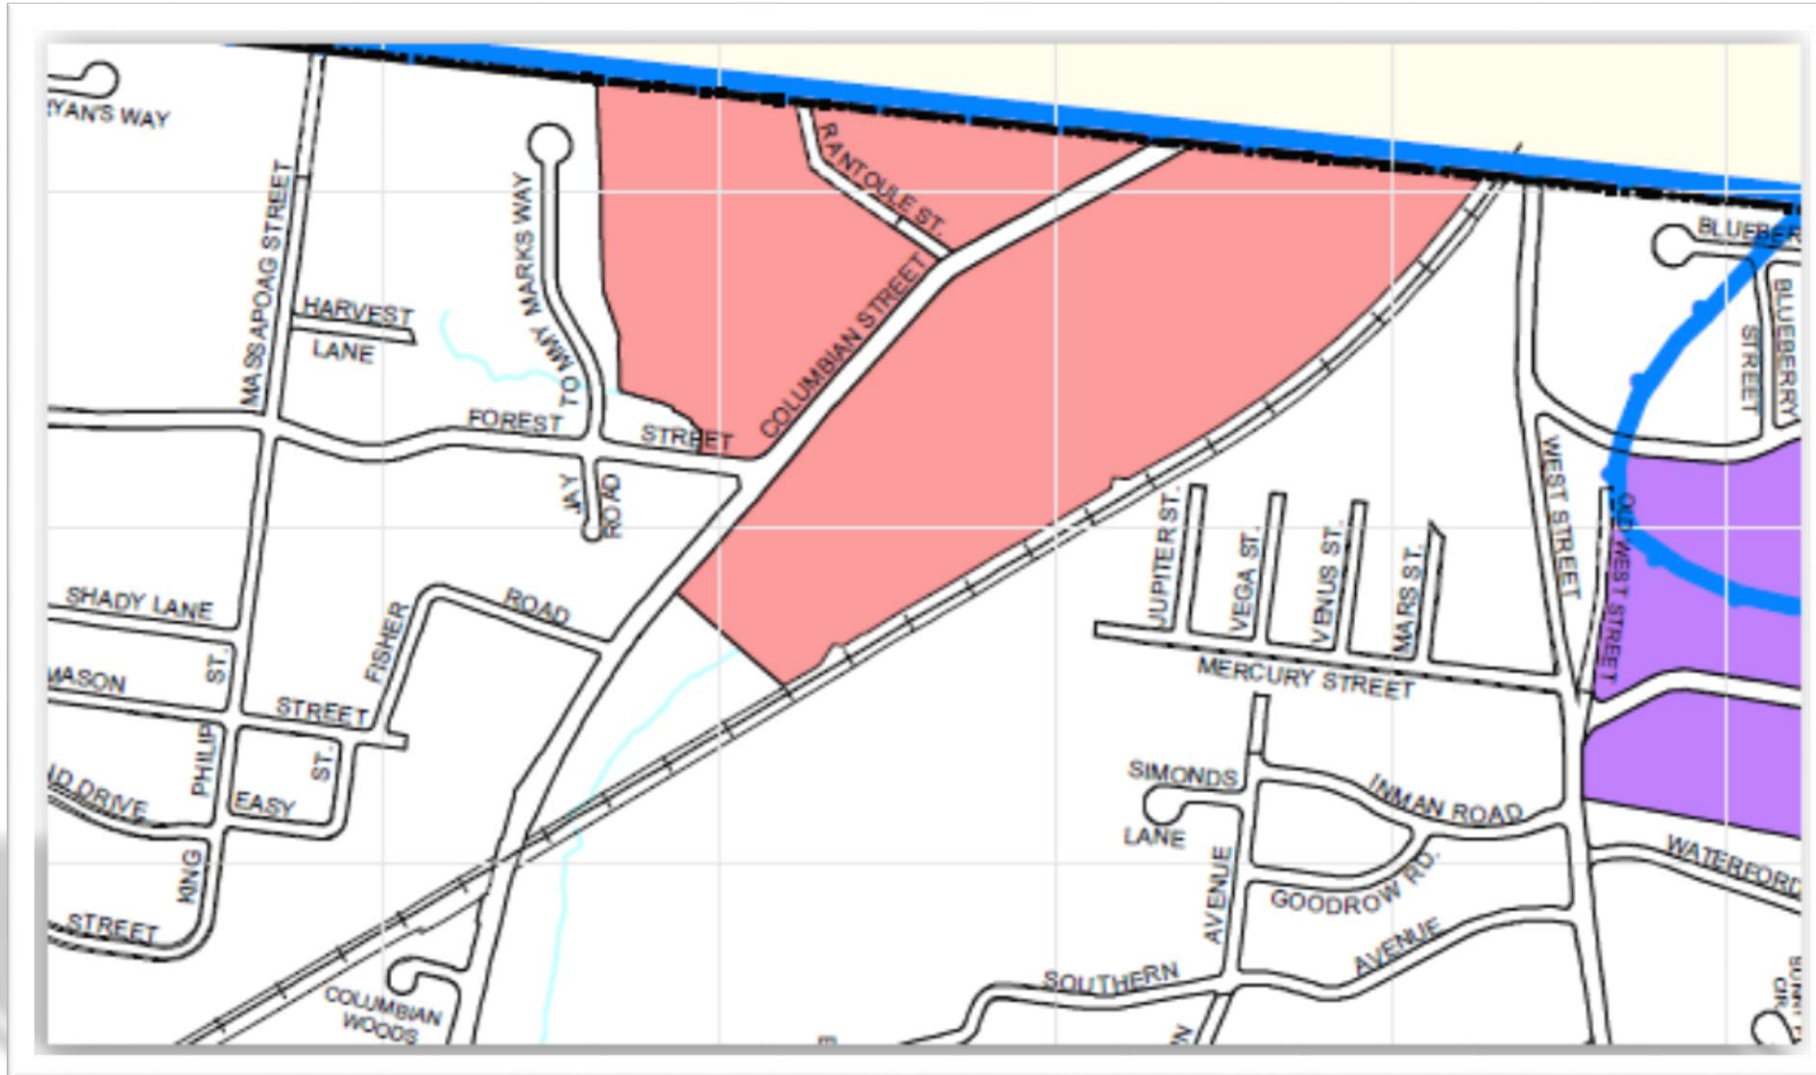 RYAN'S WAY
MASSAPOAG STREET
HARVEST
LANE
TOMMY MARKS WAY
RANTOULE ST.
COLUMBIAN STREET
FOREST STREET
JAY
ROAD
SHADY LANE
MASON STREET
FISHER ROAD
ST.
ST.
EASY
KING PHILIP
STREET
COLUMBIAN
WOODS
JUPITER ST.
VEGA ST.
VENUS ST.
MARS ST.
MERCURY STREET
WEST STREET
OLD WEST STREET
BLUEBER
STREET
BLUEBERRY
SIMONDS
LANE
AVENUE
INMAN ROAD
GOODROW RD.
SOUTHERN AVENUE
WATERFORD
DRIVE
CIR.